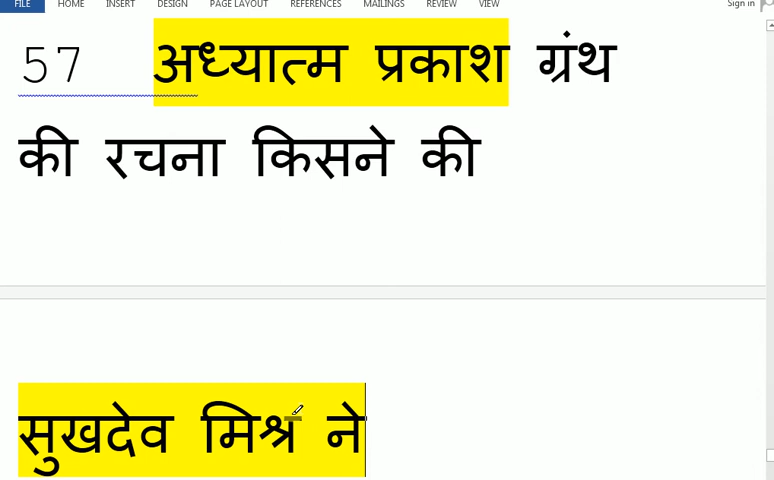 FILE HOME INSERT DESIGN PAGE LAYOUT REFERENCES MAILINGS REVIEW VIEW Sign in
57 अध्यात्म प्रकाश ग्रंथ
की रचना किसने की
सुखदेव मिश्र ने